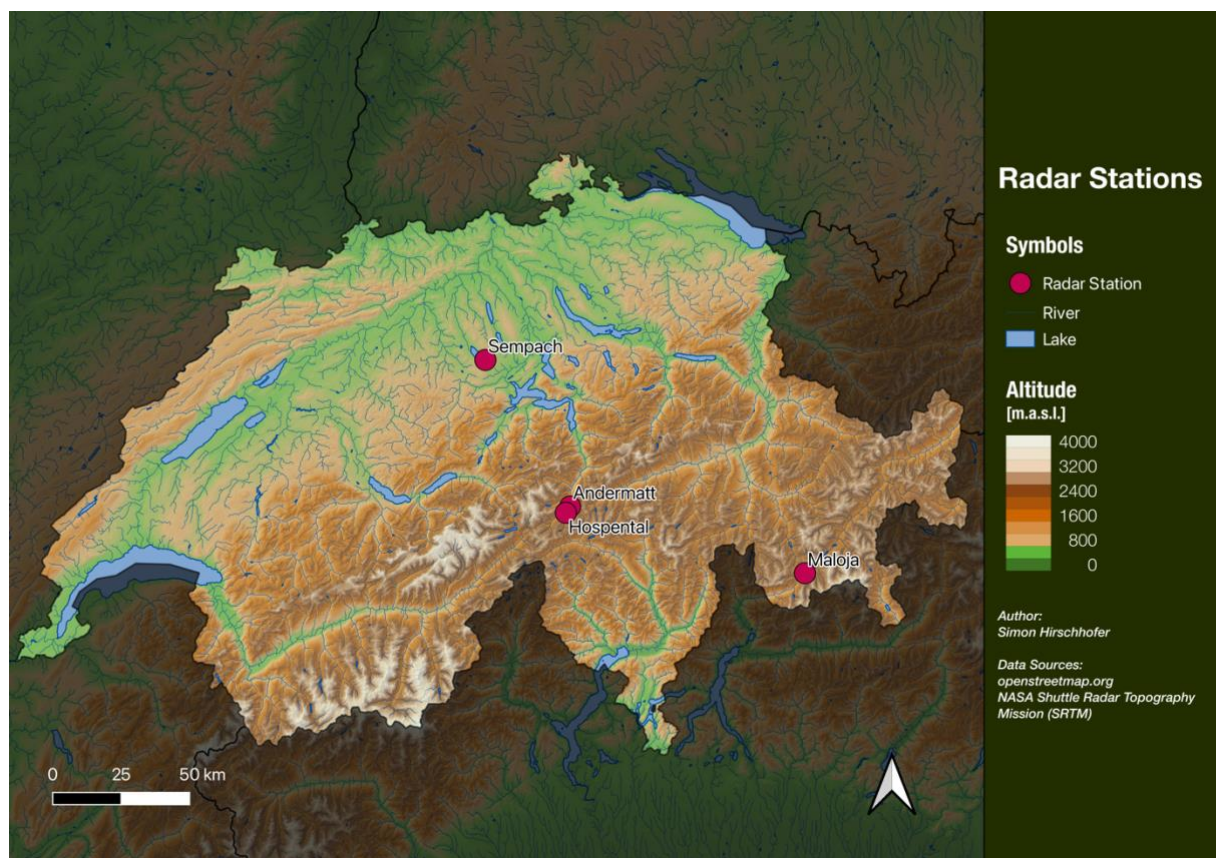 Radar Stations
Symbols
Radar Station
River
Lake
Altitude
[m.a.s.l.]
4000
3200
2400
1600
800
0
Author:
Simon Hirschhofer
Data Sources:
openstreetmap.org
NASA Shuttle Radar Topography
Mission (SRTM)
Sempach
Andermatt
Hospental
Maloja
0 25 50 km